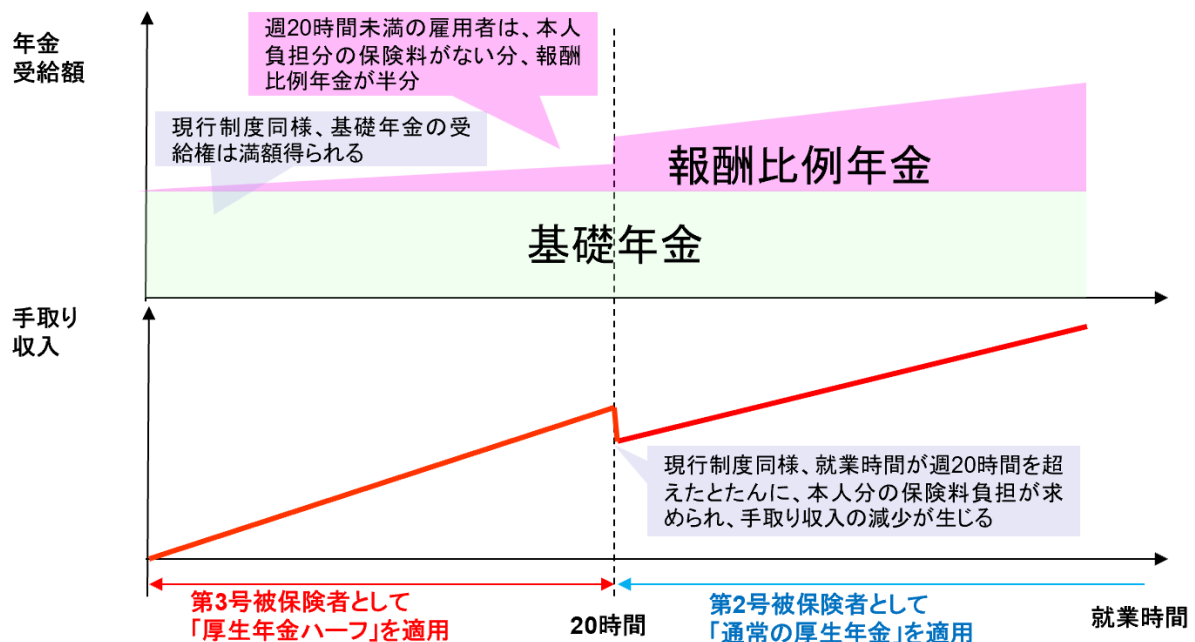 年金
受給額
週20時間未満の雇用者は、本人
負担分の保険料がない分、報酬
比例年金が半分
現行制度同様、基礎年金の受
給権は満額得られる
報酬比例年金
基礎年金
手取り
収入
現行制度同様、就業時間が週20時間を超
えたとたんに、本人分の保険料負担が求
められ、手取り収入の減少が生じる
第3号被保険者として
「厚生年金ハーフ」を適用
20時間
第2号被保険者として
「通常の厚生年金」を適用
就業時間